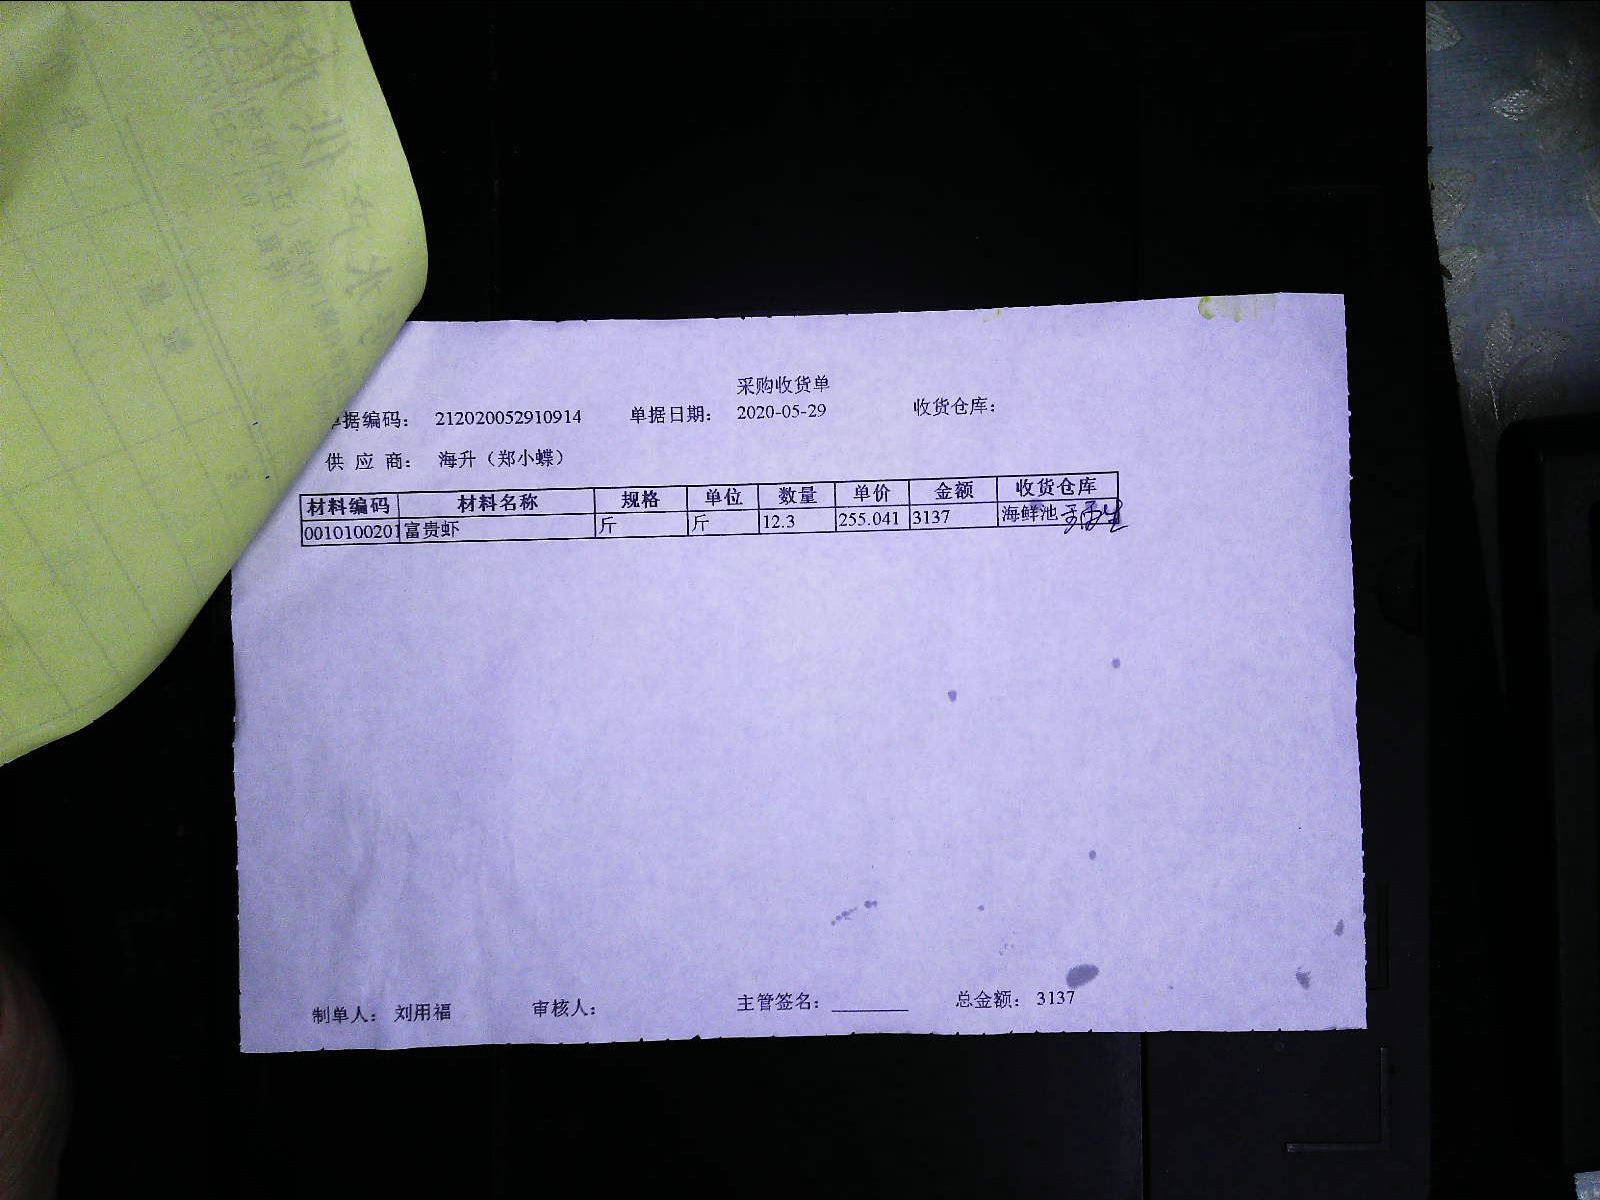 采购收货单
据编码： 212020052910914 单据日期： 2020-05-29 收货仓库：
供 应 商： 海升（郑小蝶）
材料编码 材料名称 规格 单位 数量 单价 金额 收货仓库
0010100201 富贵虾 斤 斤 12.3 255.041 3137 海鲜池
制单人： 刘用福 审核人： 主管签名： ________ 总金额： 3137